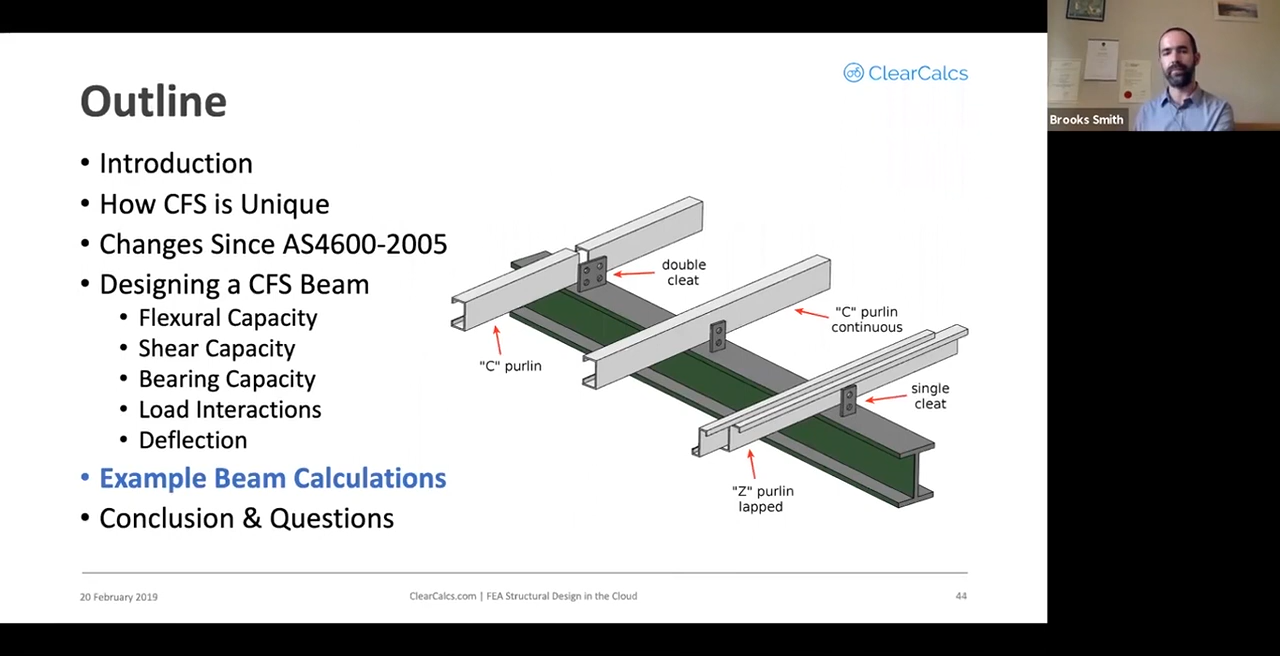 ClearCalcs
Outline
• Introduction
• How CFS is Unique
• Changes Since AS4600-2005
• Designing a CFS Beam
• Flexural Capacity
• Shear Capacity
• Bearing Capacity
• Load Interactions
• Deflection
• Example Beam Calculations
• Conclusion & Questions
double
cleat
"C" purlin
continuous
"C" purlin
single
cleat
"Z" purlin
lapped
20 February 2019
ClearCalcs.com | FEA Structural Design in the Cloud
44
Brooks Smith